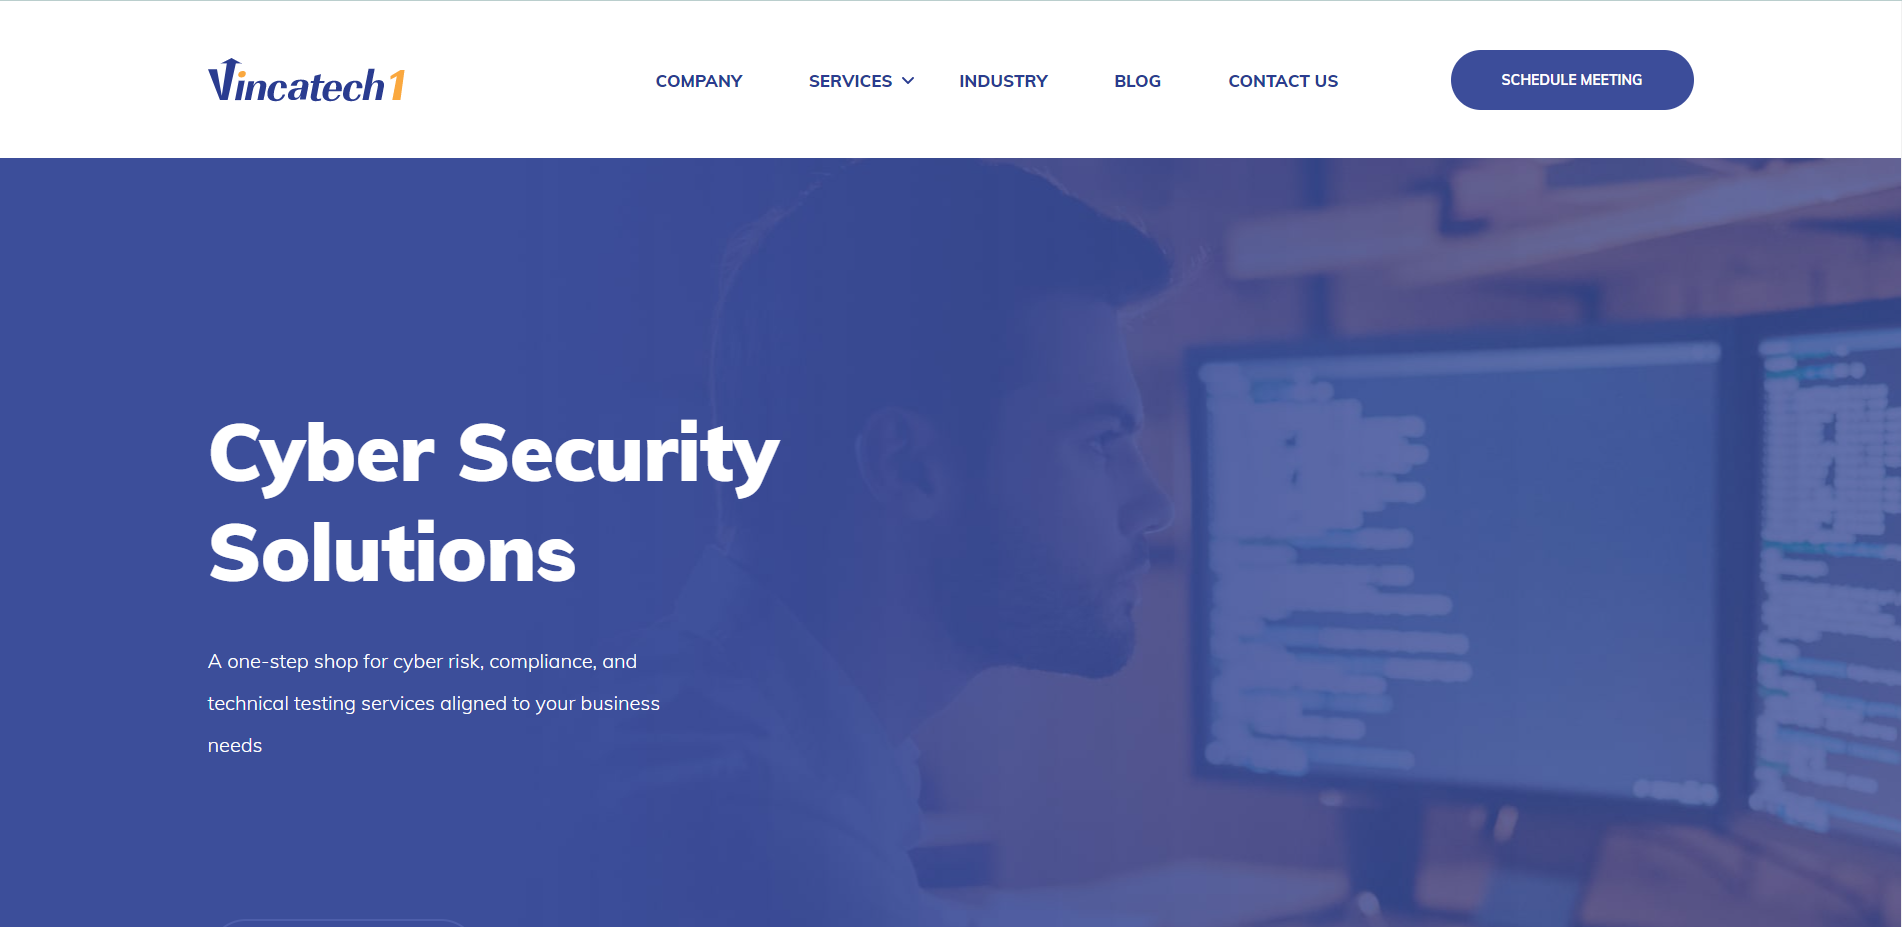 Vincatech1
COMPANY
SERVICES
INDUSTRY
BLOG
CONTACT US
SCHEDULE MEETING
Cyber Security
Solutions
A one-step shop for cyber risk, compliance, and
technical testing services aligned to your business
needs